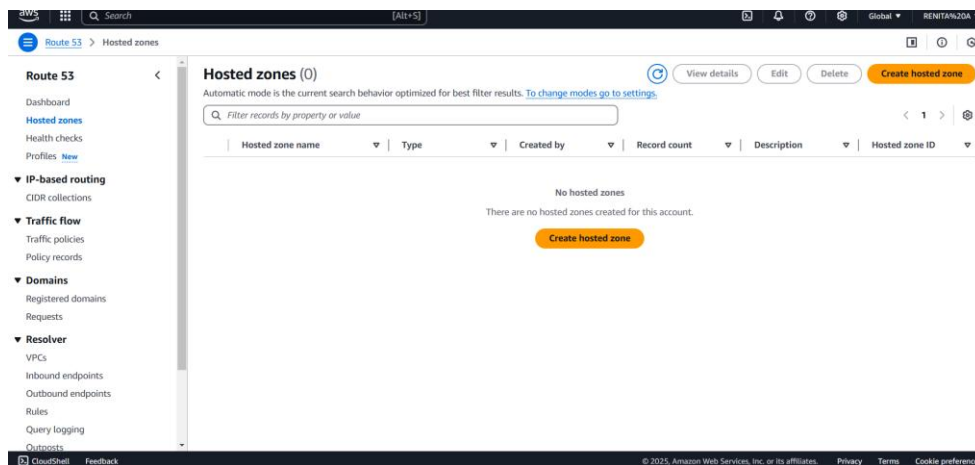 aws Search [Alt+S] Global ▼ RENITA%20A
Route 53 > Hosted zones
Route 53
Dashboard
Hosted zones
Health checks
Profiles New
IP-based routing
CIDR collections
Traffic flow
Traffic policies
Policy records
Domains
Registered domains
Requests
Resolver
VPCs
Inbound endpoints
Outbound endpoints
Rules
Query logging
Outposts
Hosted zones (0) View details Edit Delete Create hosted zone
Automatic mode is the current search behavior optimized for best filter results. To change modes go to settings.
Filter records by property or value < 1 >
Hosted zone name Type Created by Record count Description Hosted zone ID
No hosted zones
There are no hosted zones created for this account.
Create hosted zone
CloudShell Feedback © 2025, Amazon Web Services, Inc. or its affiliates. Privacy Terms Cookie preferenc